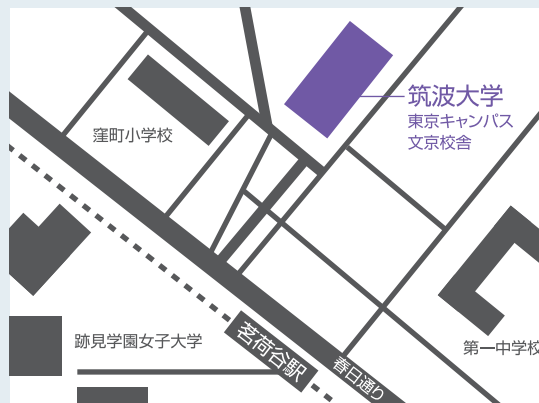 筑波大学
東京キャンパス
文京校舎
窪町小学校
跡見学園女子大学
茗荷谷駅
春日通り
第一中学校